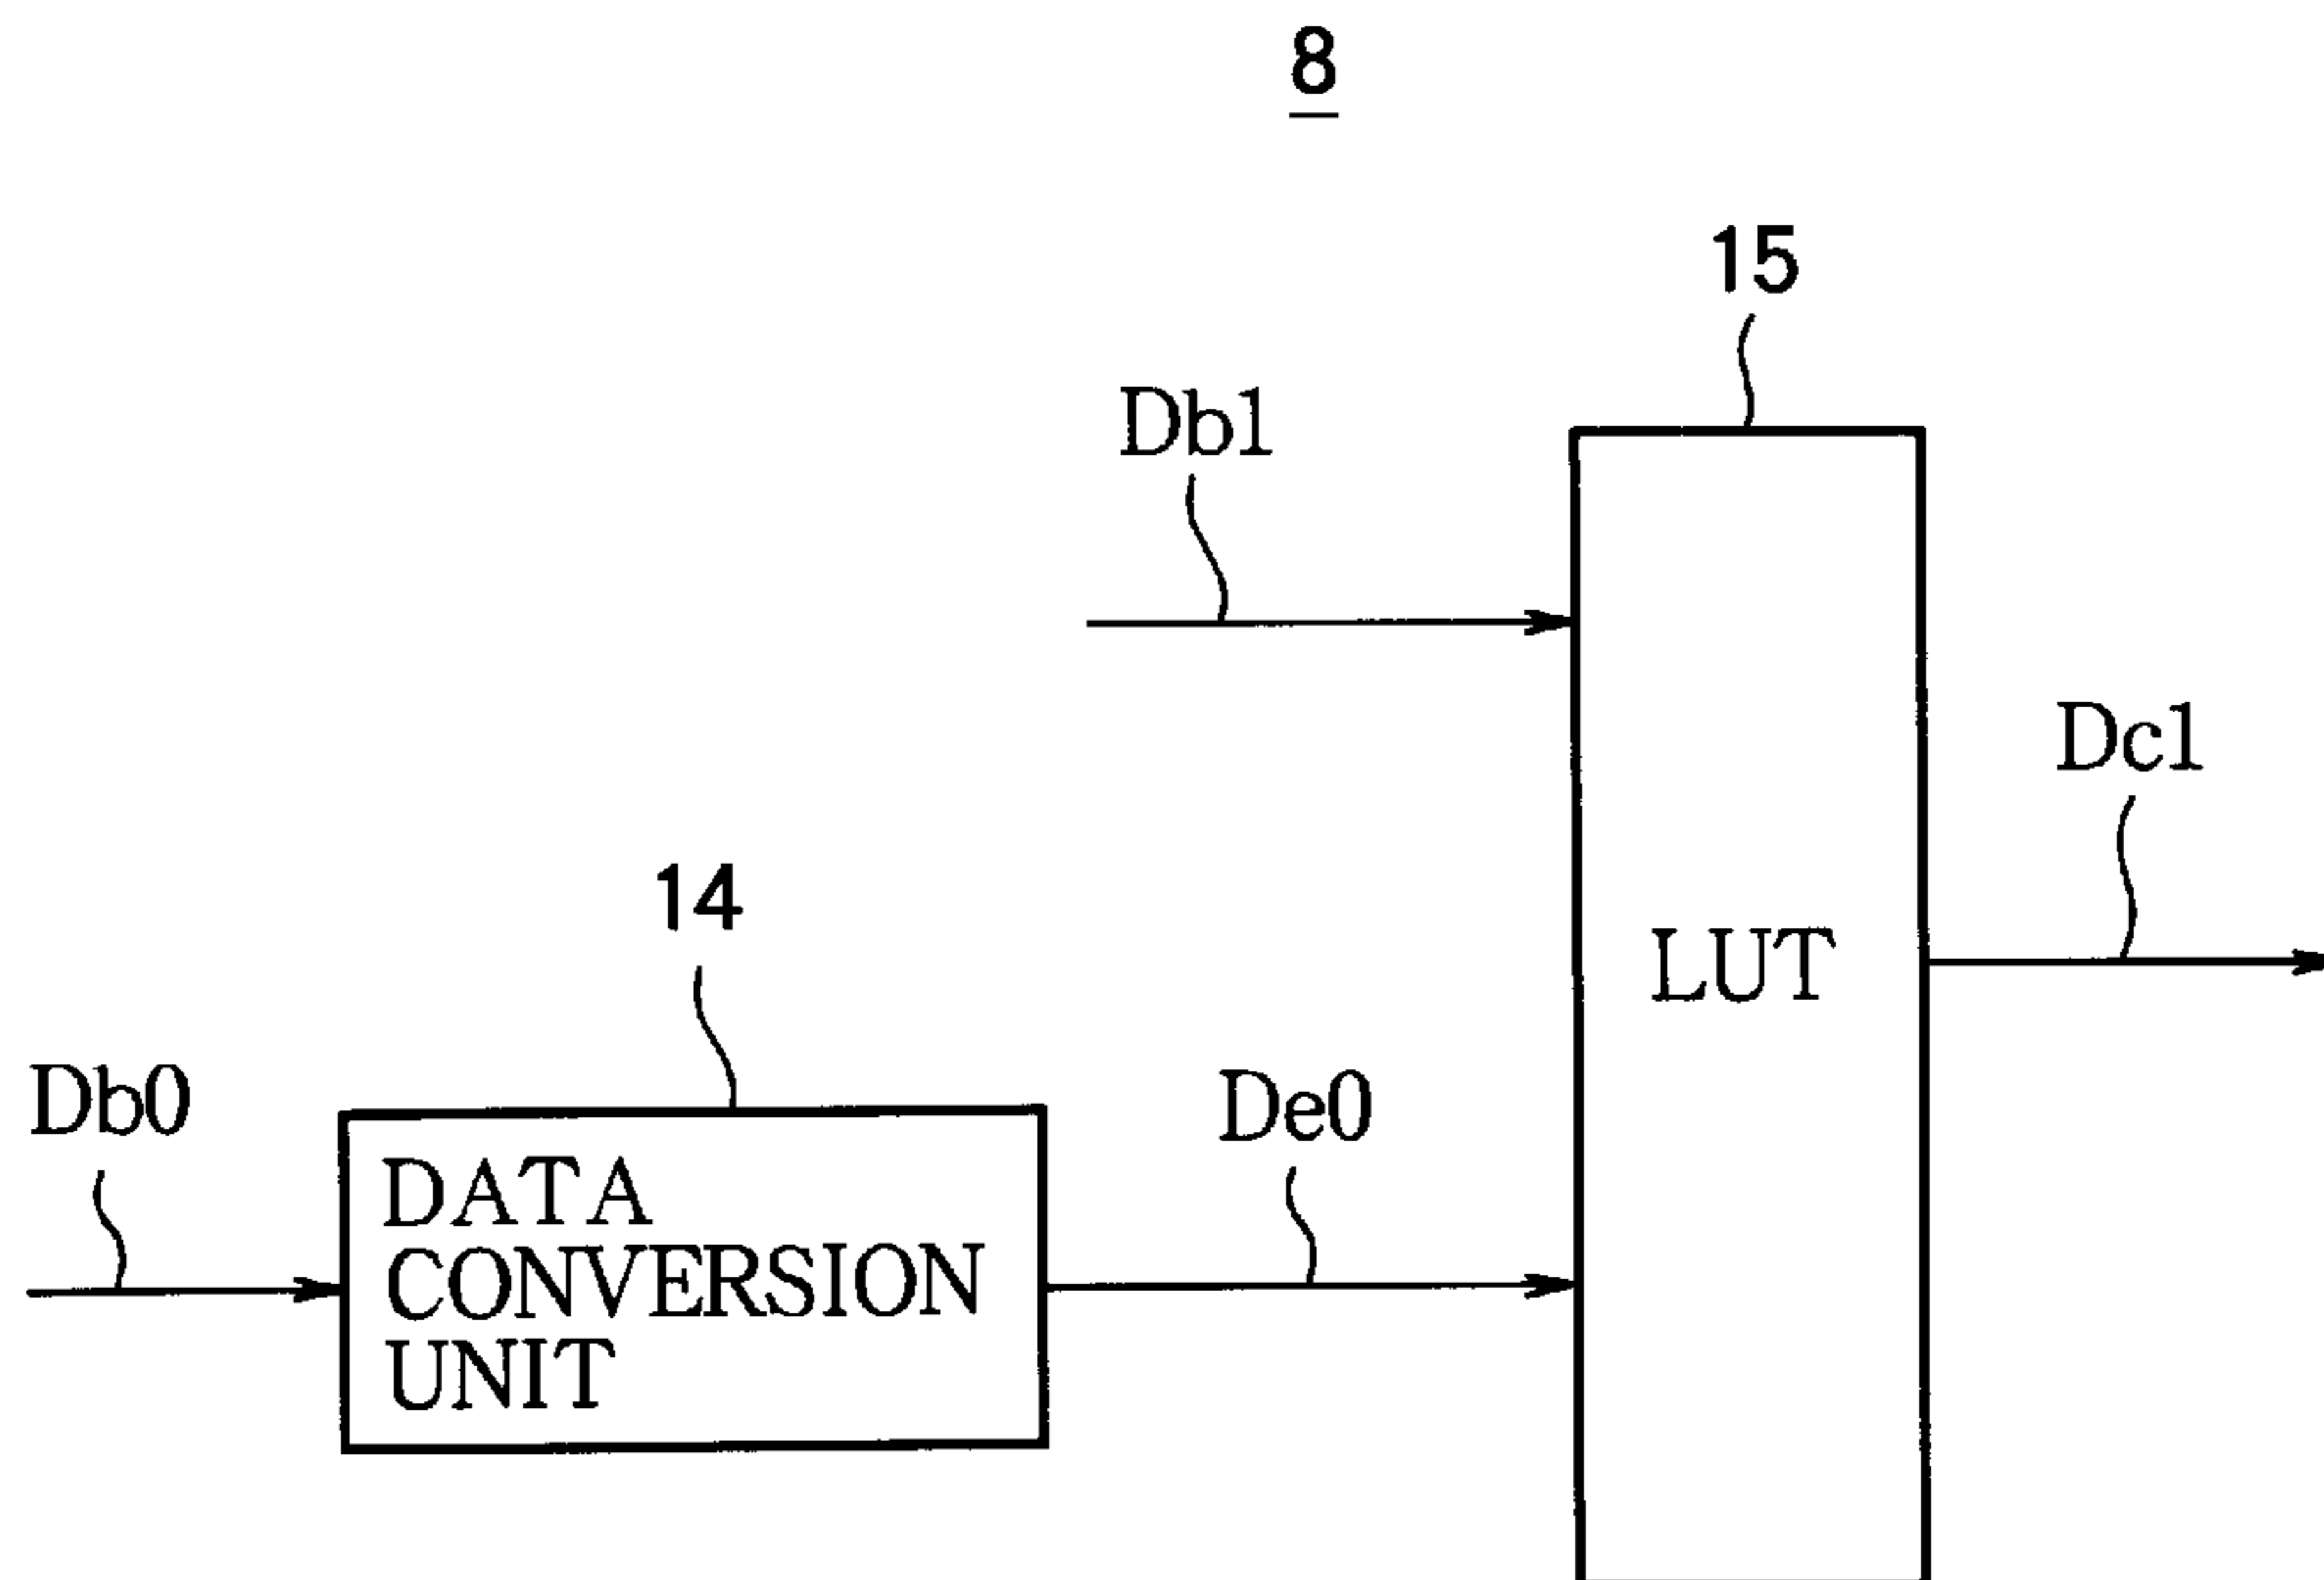 8
15
Db1
Dc1
14
LUT
Db0
De0
DATA
CONVERSION
UNIT